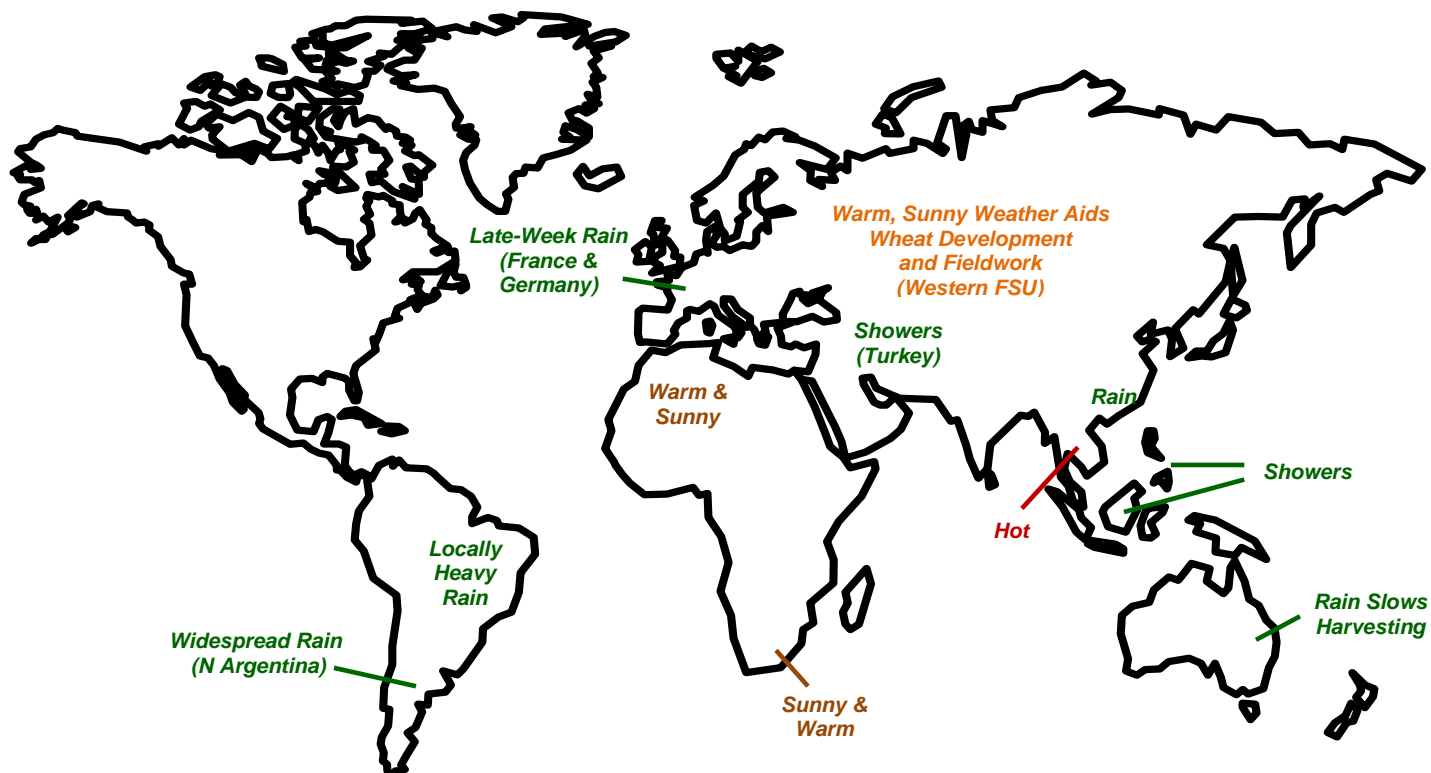 Late-Week Rain
(France &
Germany)
Warm, Sunny Weather Aids
Wheat Development
and Fieldwork
(Western FSU)
Showers
(Turkey)
Warm &
Sunny
Rain
Showers
Hot
Locally
Heavy
Rain
Rain Slows
Harvesting
Widespread Rain
(N Argentina)
Sunny &
Warm